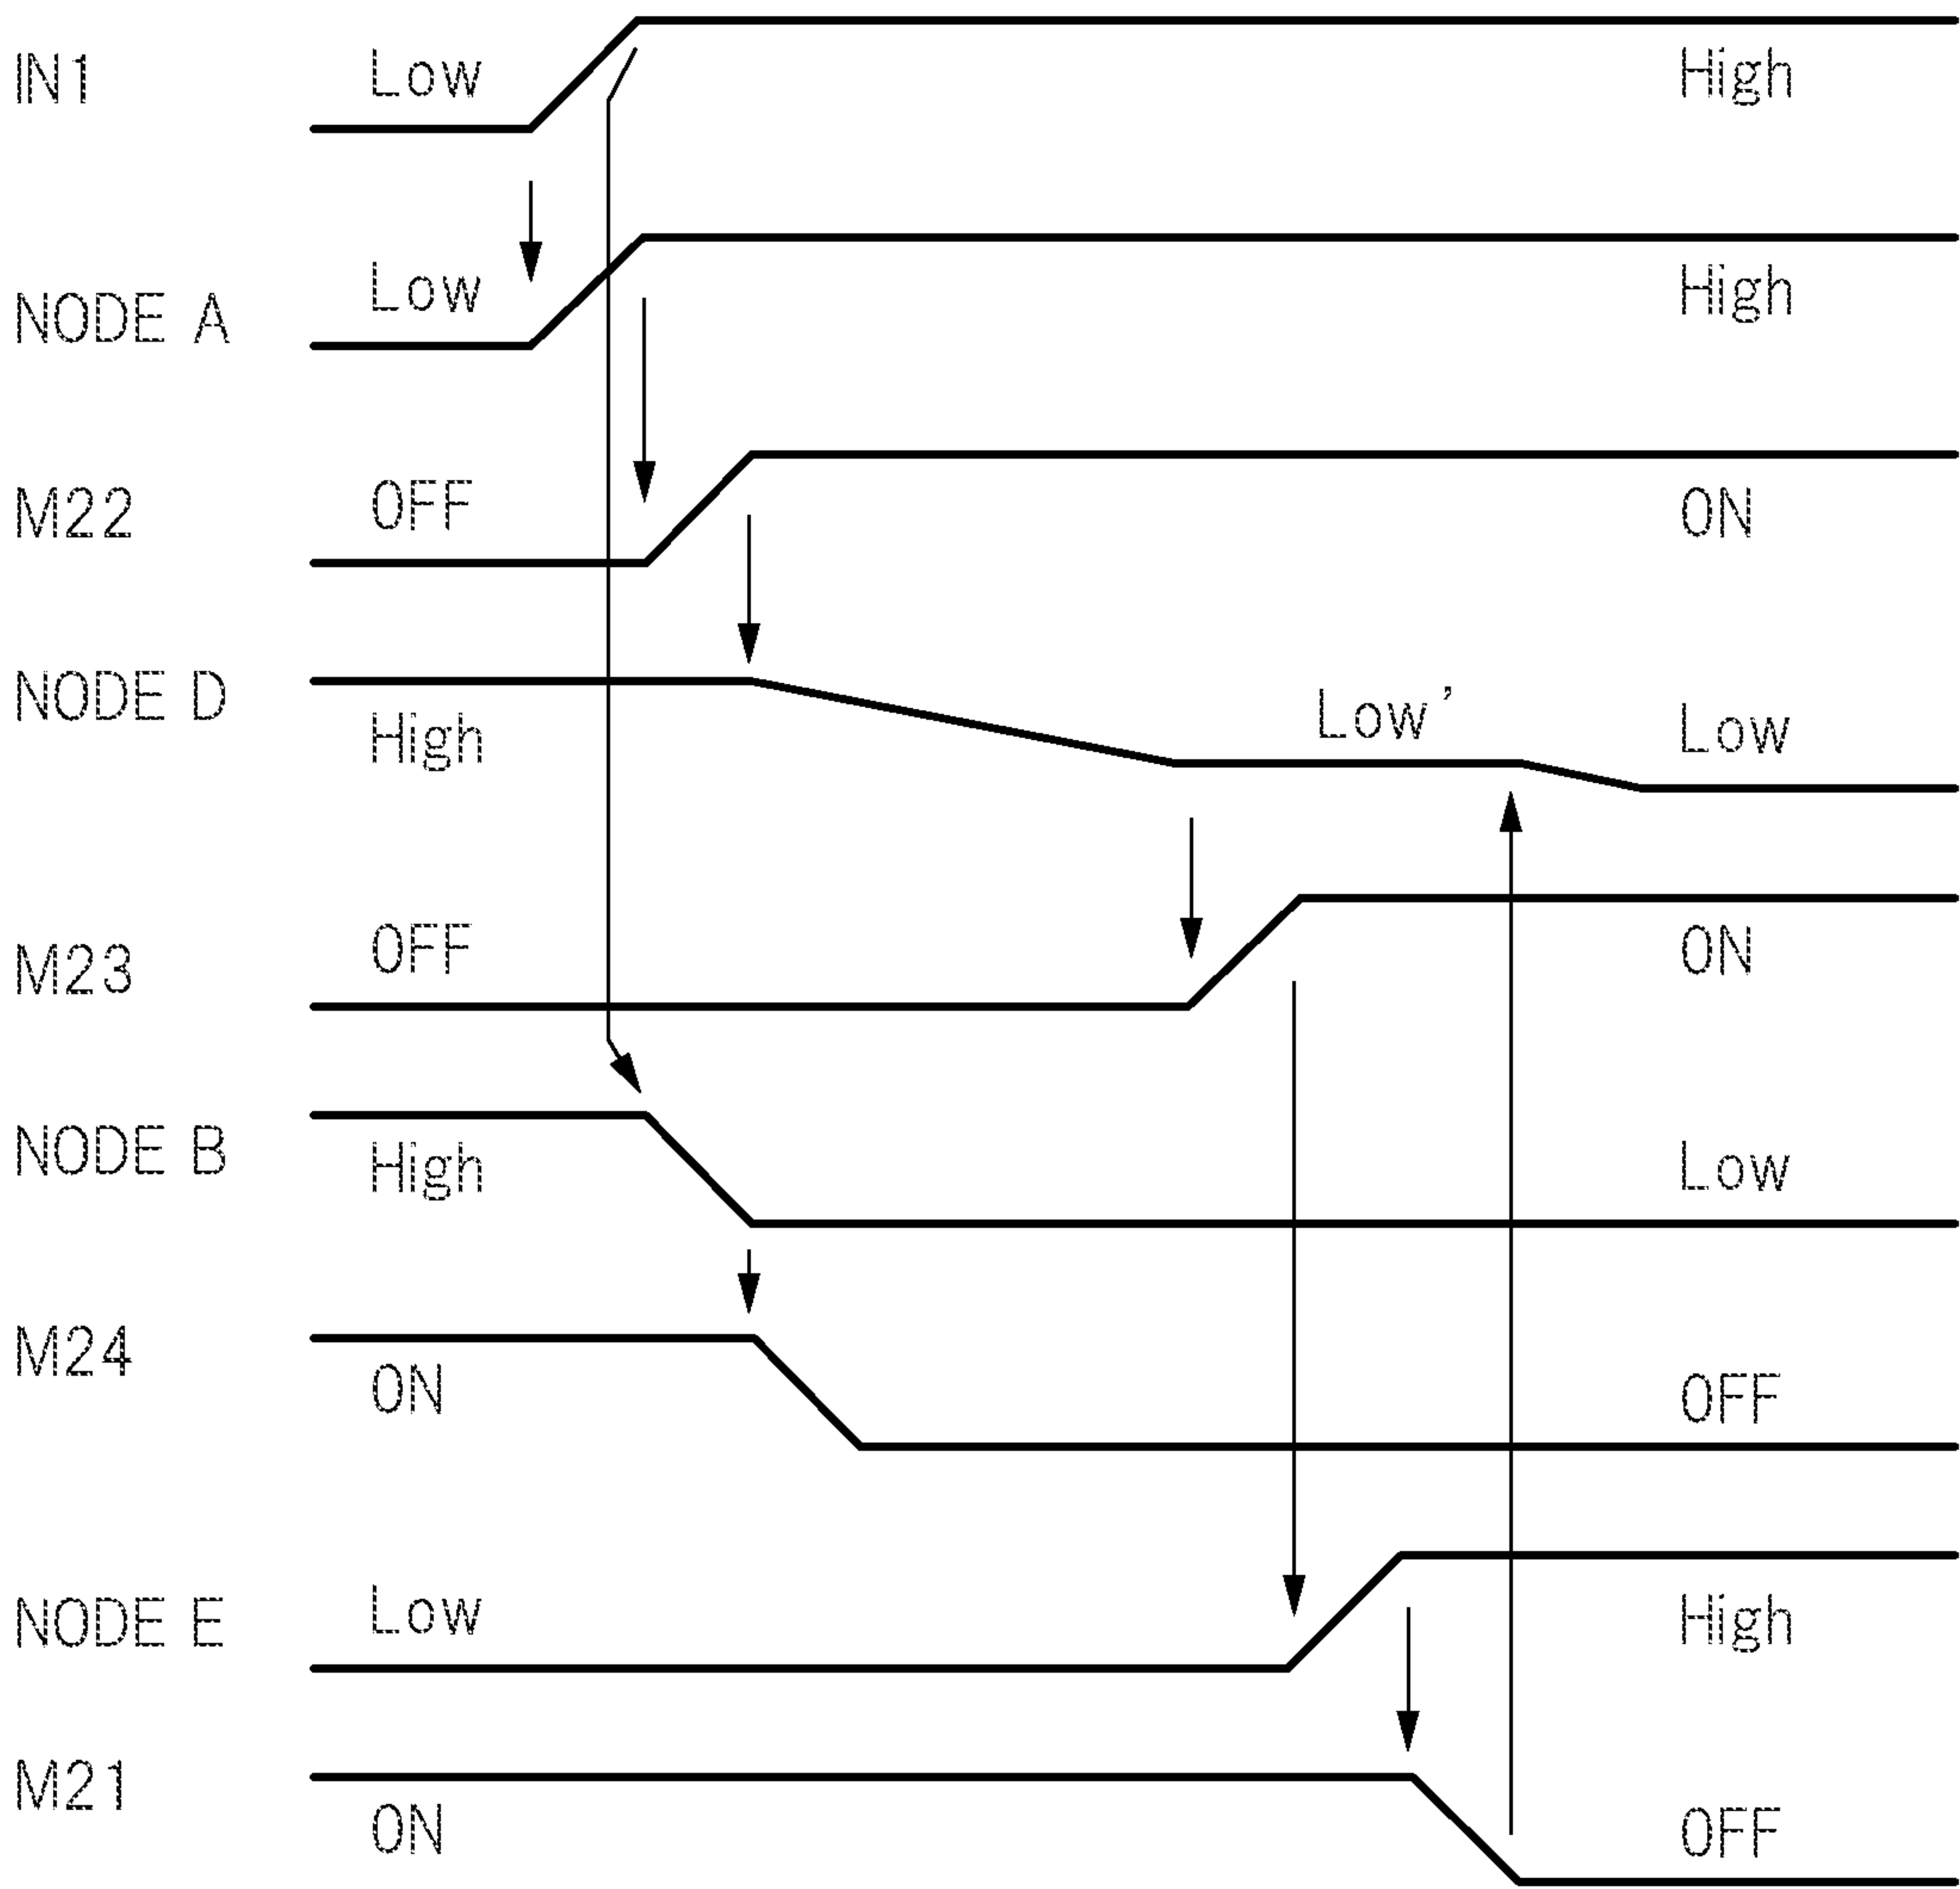 IN1 Low High
NODE A Low High
M22 OFF ON
NODE D High Low' Low
M23 OFF ON
NODE B High Low
M24 ON OFF
NODE E Low High
M21 ON OFF